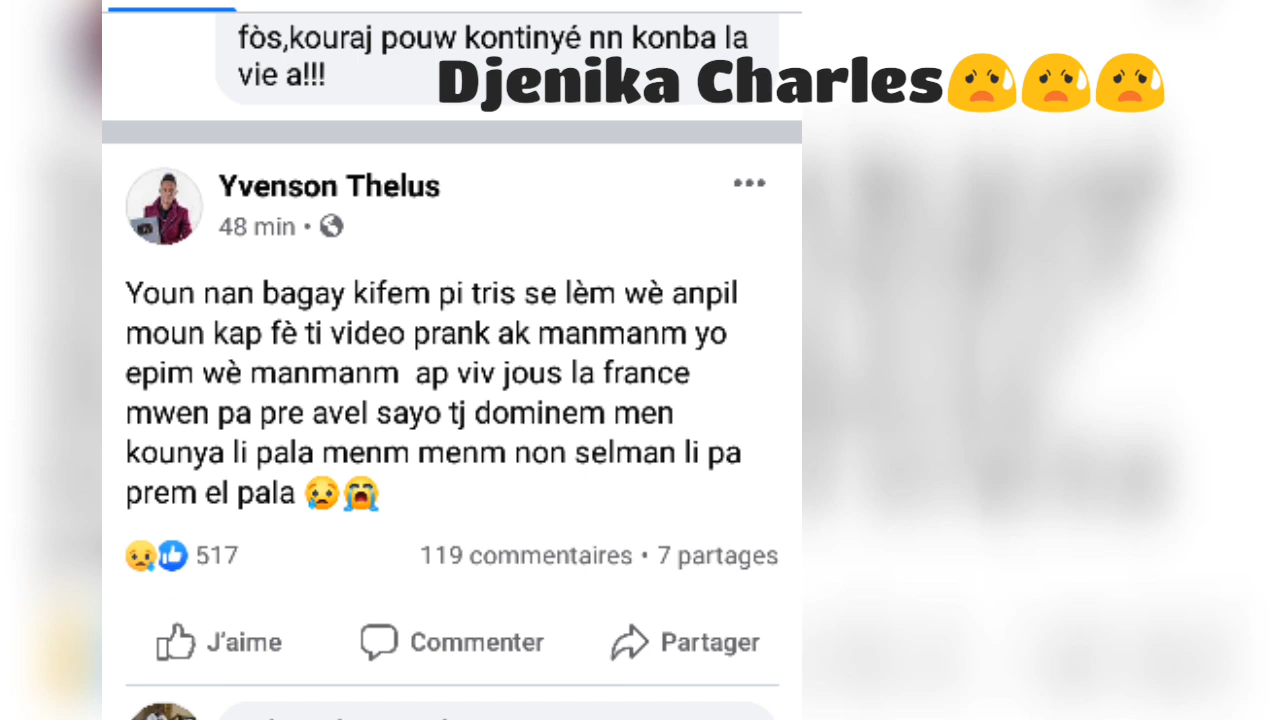 fòs,kouraj pouw kontinyé nn konba la
vie a!!!
Djenika Charles😰😰😰
Yvenson Thelus
48 min •
Youn nan bagay kifem pi tris se lèm wè anpil
moun kap fè ti video prank ak manmanm yo
epim wè manmanm ap viv jous la france
mwen pa pre avel sayo tj dominem men
kounya li pala menm menm non selman li pa
prem el pala 😢😭
517
119 commentaires • 7 partages
J'aime
Commenter
Partager